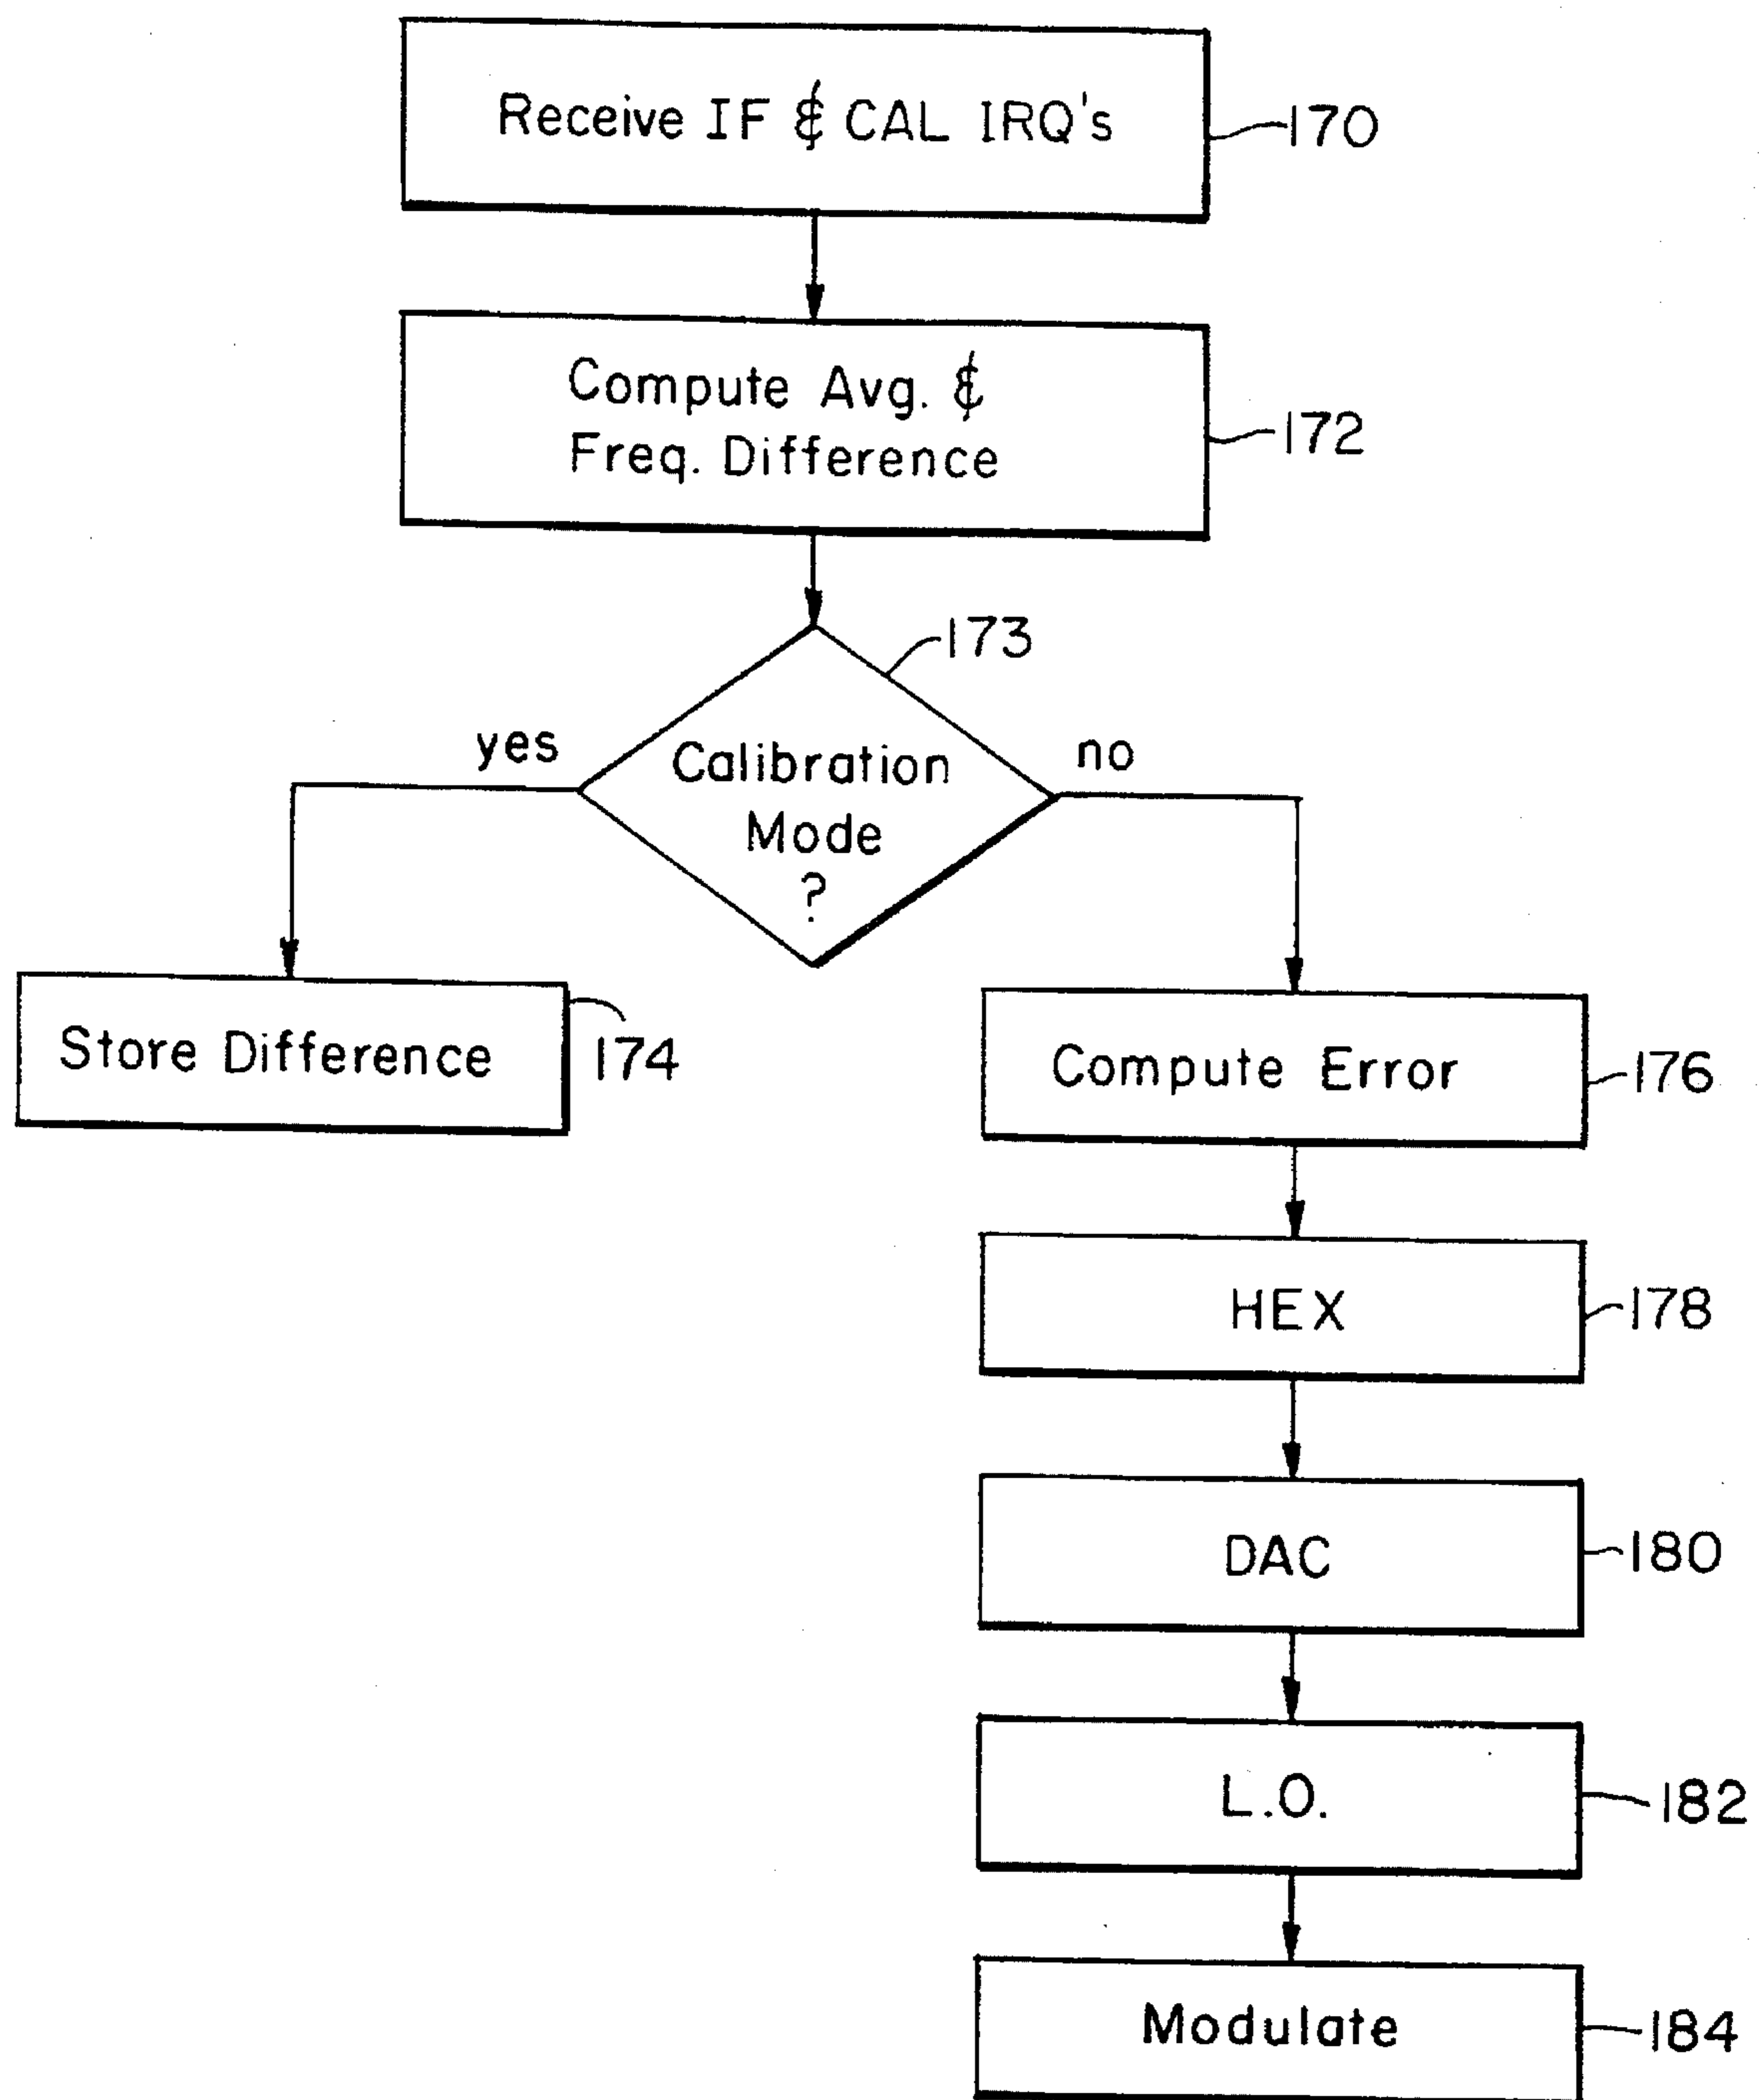 Receive IF & CAL IRQ's
170
Compute Avg. &
Freq. Difference
172
173
yes
Calibration
Mode
?
no
Store Difference
174
Compute Error
176
HEX
178
DAC
180
L.O.
182
Modulate
184